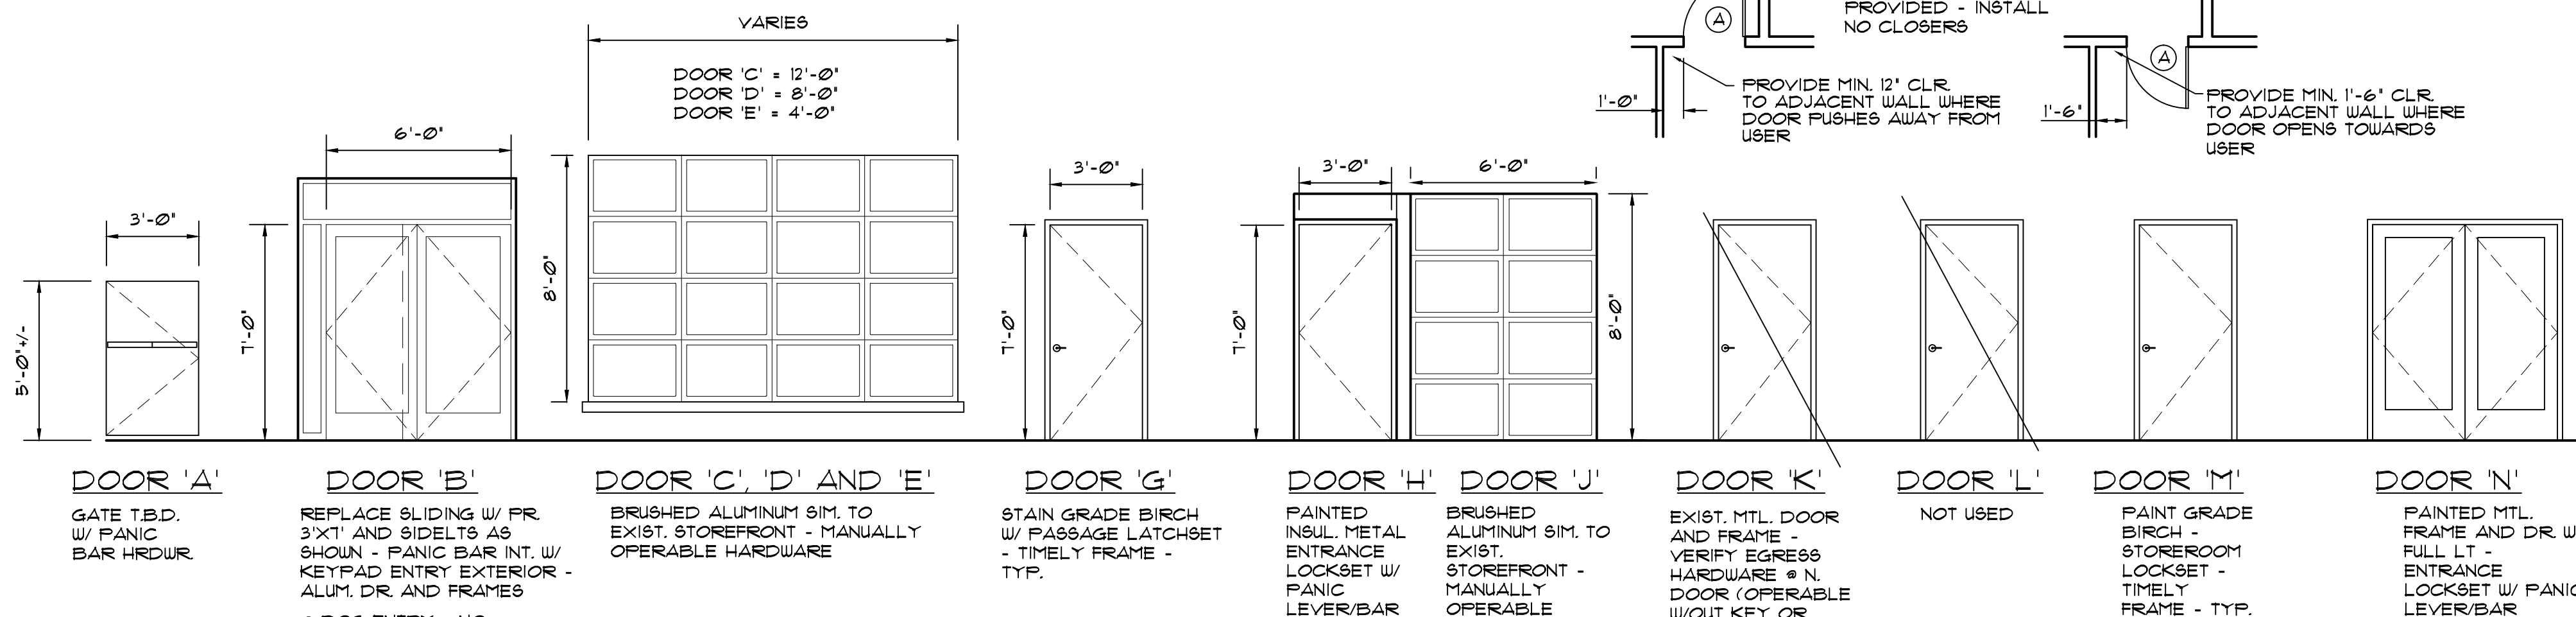 VARIES
DOOR 'C' = 12'-0"
DOOR 'D' = 8'-0"
DOOR 'E' = 4'-0"
A
PROVIDED - INSTALL
NO CLOSERS
PROVIDE MIN. 12" CLR.
TO ADJACENT WALL WHERE
DOOR PUSHES AWAY FROM
USER
1'-0"
A
PROVIDE MIN. 1'-6" CLR.
TO ADJACENT WALL WHERE
DOOR OPENS TOWARDS
USER
1'-6"
3'-0"
5'-0"+/-
6'-0"
7'-0"
8'-0"
3'-0"
7'-0"
3'-0"
6'-0"
7'-0"
8'-0"
DOOR 'A'
GATE T.B.D.
W/ PANIC
BAR HRDWR.
DOOR 'B'
REPLACE SLIDING W/ PR.
3'X7' AND SIDELTS AS
SHOWN - PANIC BAR INT. W/
KEYPAD ENTRY EXTERIOR -
ALUM. DR. AND FRAMES
DOOR 'C', 'D' AND 'E'
BRUSHED ALUMINUM SIM. TO
EXIST. STOREFRONT - MANUALLY
OPERABLE HARDWARE
DOOR 'G'
STAIN GRADE BIRCH
W/ PASSAGE LATCHSET
- TIMELY FRAME -
TYP.
DOOR 'H'
PAINTED
INSUL. METAL
ENTRANCE
LOCKSET W/
PANIC
LEVER/BAR
DOOR 'J'
BRUSHED
ALUMINUM SIM. TO
EXIST.
STOREFRONT -
MANUALLY
OPERABLE
DOOR 'K'
EXIST. MTL. DOOR
AND FRAME -
VERIFY EGRESS
HARDWARE @ N.
DOOR (OPERABLE
W/OUT KEY OR
DOOR 'L'
NOT USED
DOOR 'M'
PAINT GRADE
BIRCH -
STOREROOM
LOCKSET -
TIMELY
FRAME - TYP.
DOOR 'N'
PAINTED MTL.
FRAME AND DR. W
FULL LT -
ENTRANCE
LOCKSET W/ PANIC
LEVER/BAR